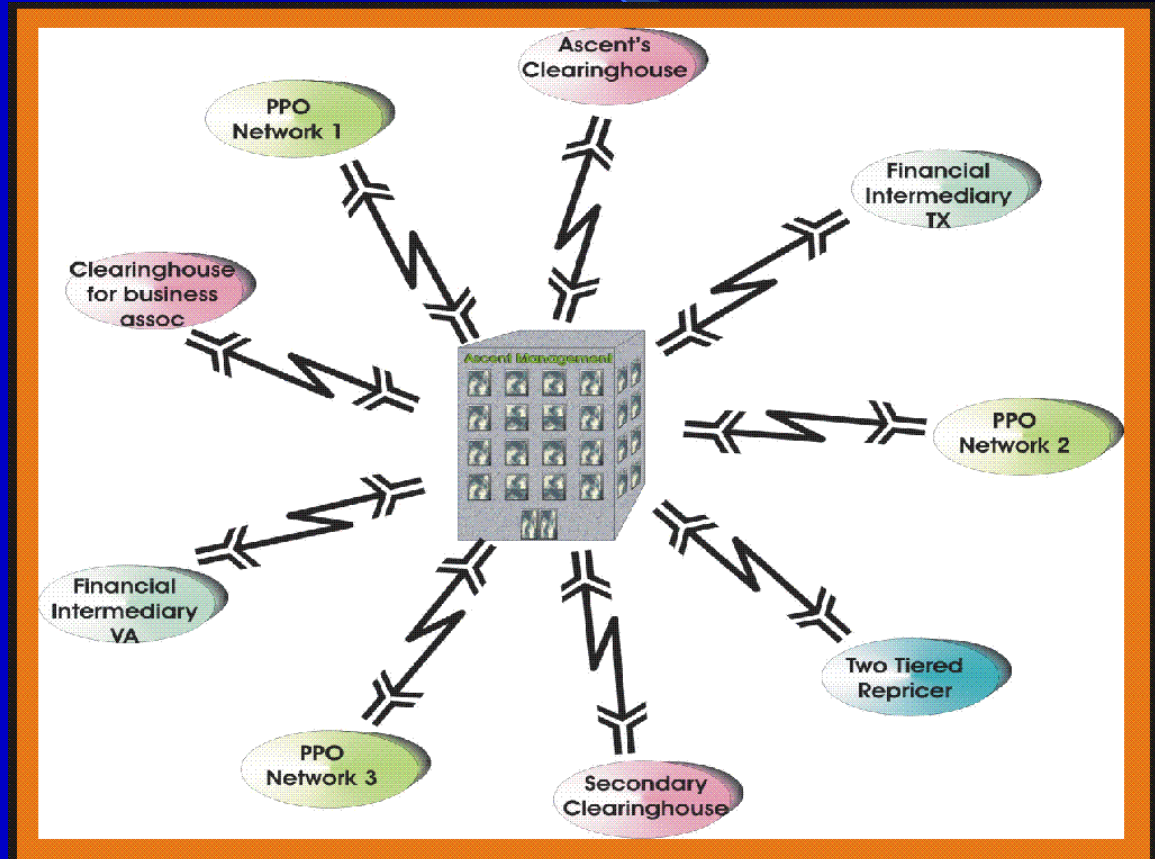 Ascent's
Clearinghouse
PPO
Network 1
Financial
Intermediary
TX
Clearinghouse
for business
assoc
Ascent Management
PPO
Network 2
Financial
Intermediary
VA
Two Tiered
Repricer
PPO
Network 3
Secondary
Clearinghouse